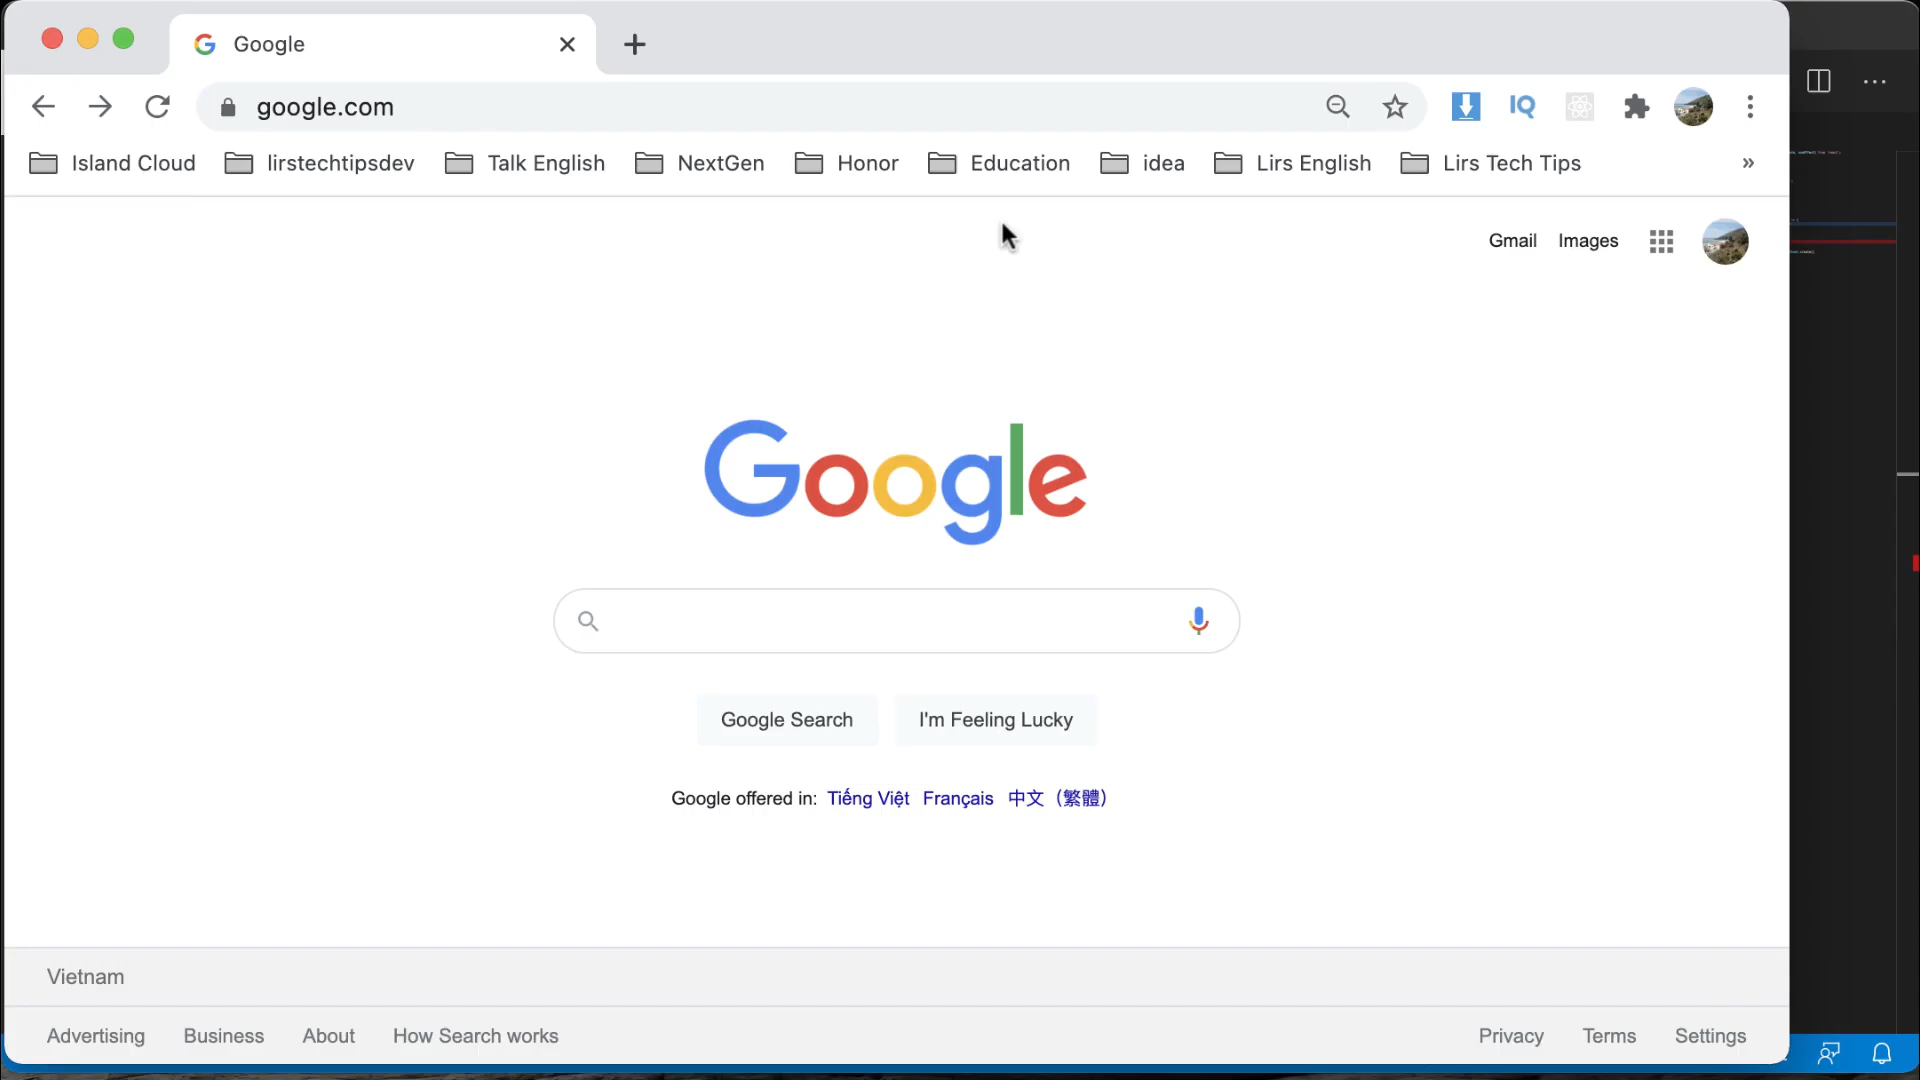 Google
google.com
IQ
Island Cloud lirstechtipsdev Talk English NextGen Honor Education idea Lirs English Lirs Tech Tips »
Gmail Images
Google
Google Search I'm Feeling Lucky
Google offered in: Tiếng Việt Français 中文（繁體）
Vietnam
Advertising Business About How Search works Privacy Terms Settings